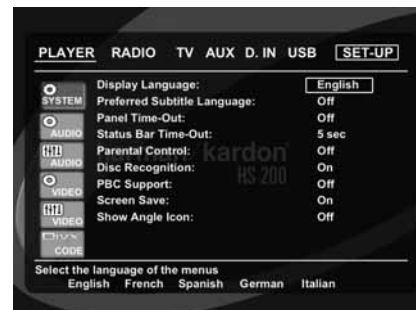 PLAYER RADIO TV AUX D. IN USB SET-UP
SYSTEM
AUDIO
AUDIO
VIDEO
VIDEO
DIVX
CODE
Display Language: English
Preferred Subtitle Language: Off
Panel Time-Out: Off
Status Bar Time-Out: 5 sec
Parental Control: Off
Disc Recognition: On
PBC Support: Off
Screen Save: On
Show Angle Icon: Off
harman/kardon
HS 200
Select the language of the menus
English French Spanish German Italian